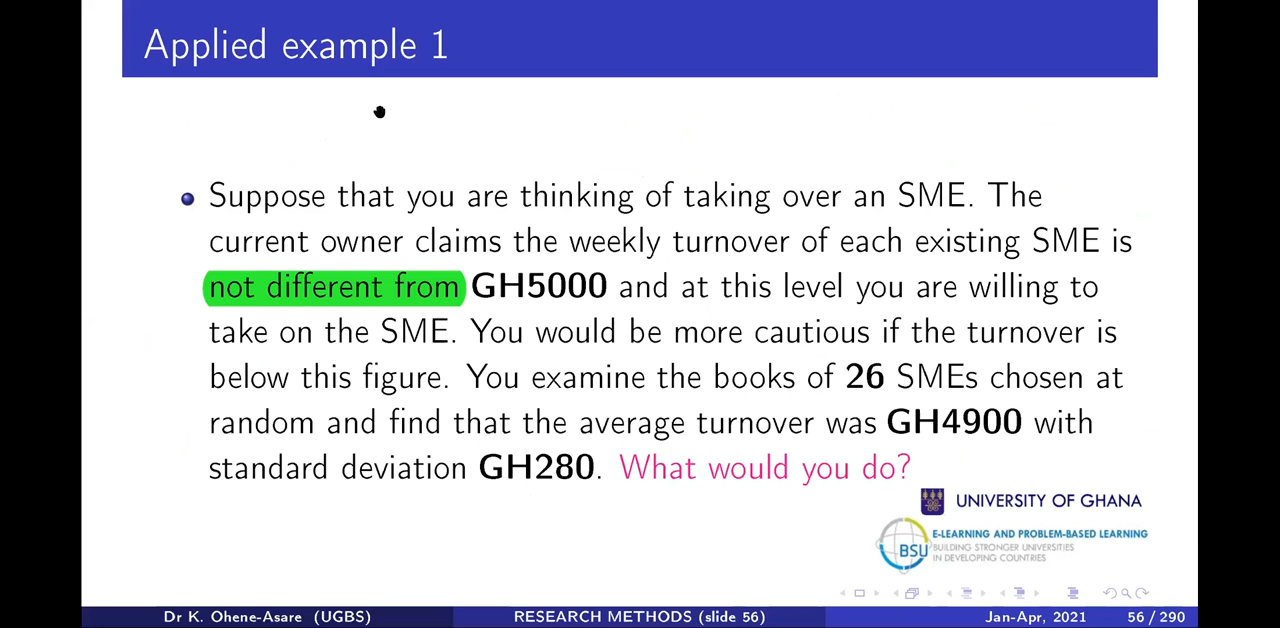 Applied example 1
Suppose that you are thinking of taking over an SME. The
current owner claims the weekly turnover of each existing SME is
not different from GH5000 and at this level you are willing to
take on the SME. You would be more cautious if the turnover is
below this figure. You examine the books of 26 SMEs chosen at
random and find that the average turnover was GH4900 with
standard deviation GH280. What would you do?
UNIVERSITY OF GHANA
E-LEARNING AND PROBLEM-BASED LEARNING
BSU BUILDING STRONGER UNIVERSITIES
IN DEVELOPING COUNTRIES
Dr K. Ohene-Asare (UGBS) RESEARCH METHODS (slide 56) Jan-Apr, 2021 56 / 290